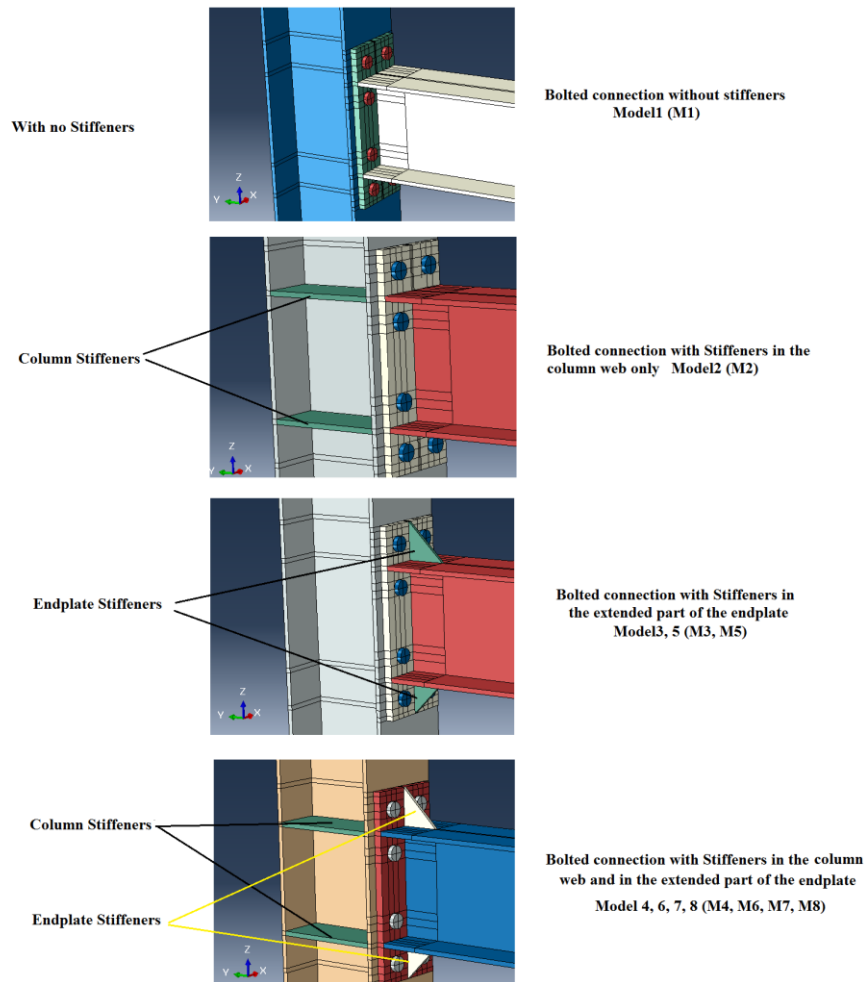 With no Stiffeners
Bolted connection without stiffeners
Model1 (M1)
Z
Y
X
Column Stiffeners
Bolted connection with Stiffeners in the
column web only Model2 (M2)
Z
Y
X
Endplate Stiffeners
Bolted connection with Stiffeners in
the extended part of the endplate
Model3, 5 (M3, M5)
Z
Y
X
Column Stiffeners
Endplate Stiffeners
Bolted connection with Stiffeners in the column
web and in the extended part of the endplate
Model 4, 6, 7, 8 (M4, M6, M7, M8)
Z
Y
X